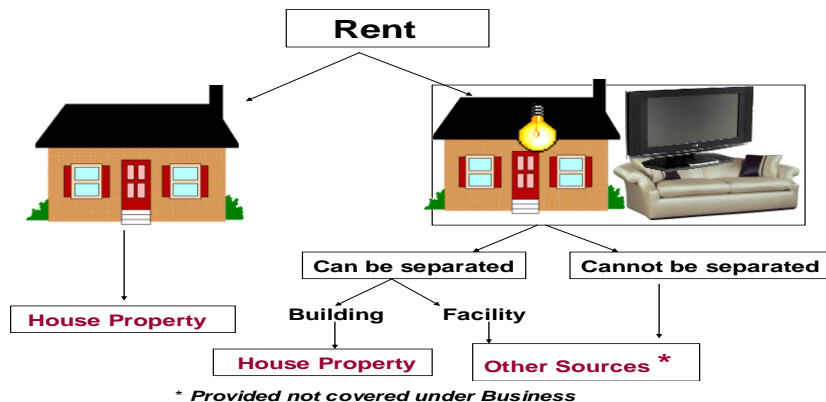 Rent
Can be separated
Cannot be separated
Building
Facility
House Property
House Property
Other Sources *
* Provided not covered under Business